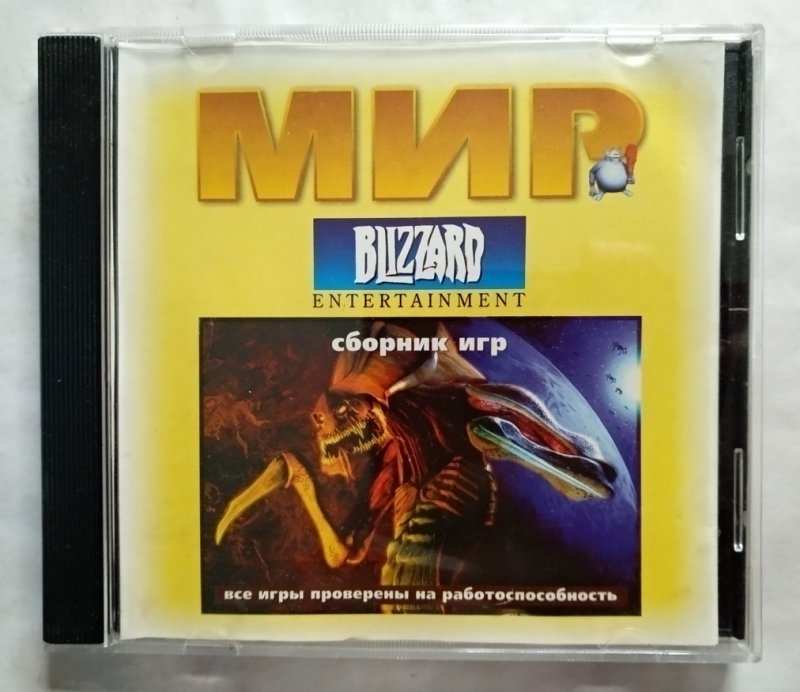 МИР
BLIZZARD
ENTERTAINMENT
сборник игр
все игры проверены на работоспособность